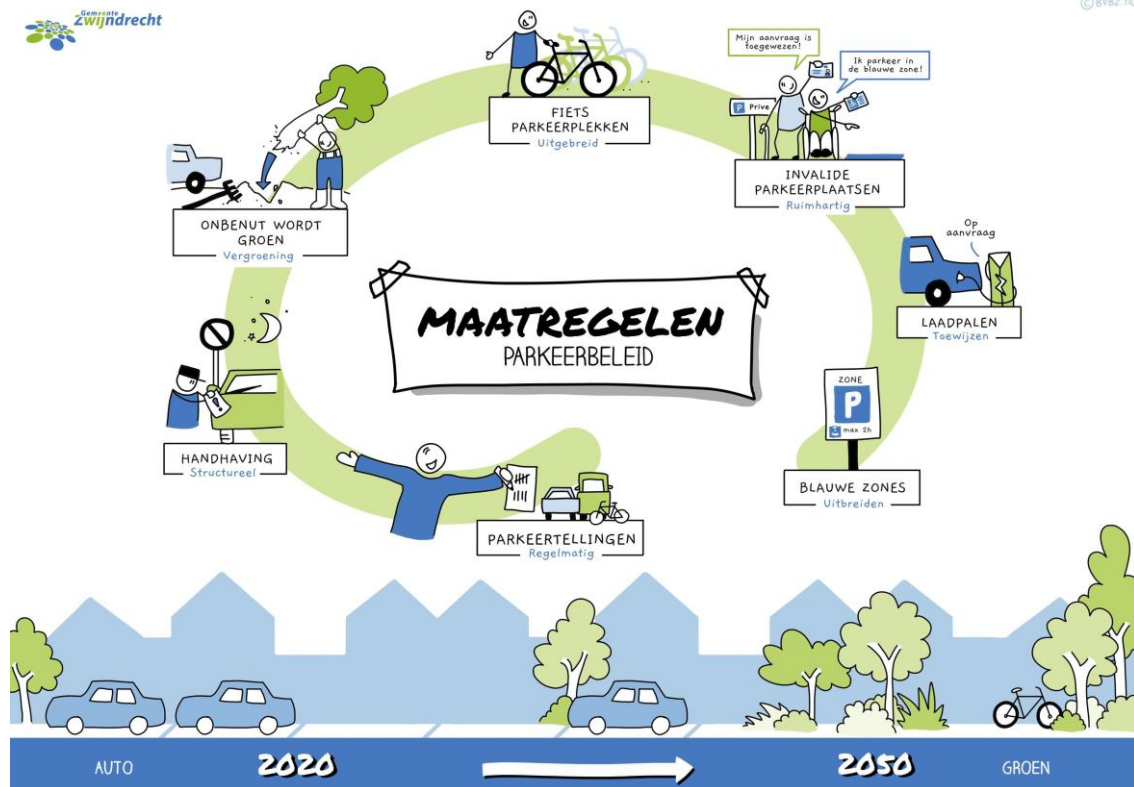 Gemeente
Zwijndrecht
Mijn aanvraag is
toegewezen!
Ik parkeer in
de blauwe zone!
P Prive
FIETS
PARKEERPLEKKEN
Uitgebreid
INVALIDE
PARKEERPLAATSEN
Ruimhartig
ONBENUT WORDT
GROEN
Vergroening
Op
aanvraag
LAADPALEN
Toewijzen
MAATREGELEN
PARKEERBELEID
ZONE
P
max 2h
BLAUWE ZONES
Uitbreiden
HANDHAVING
Structureel
PARKEERTELLINGEN
Regelmatig
AUTO 2020 2050 GROEN